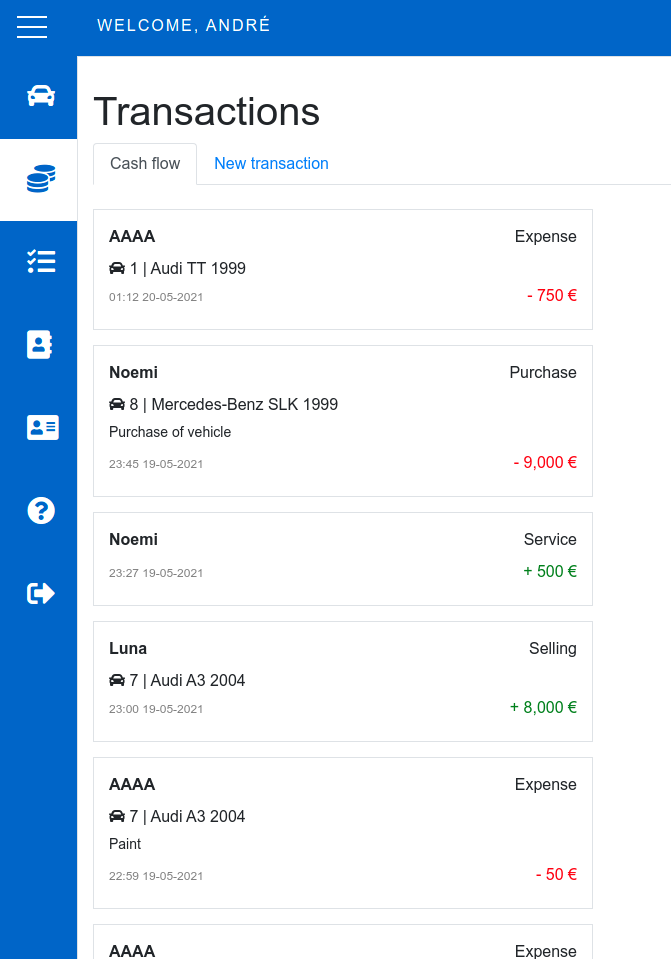 WELCOME, ANDRÉ
Transactions
Cash flow New transaction
AAAA Expense
1 | Audi TT 1999
01:12 20-05-2021 - 750 €
Noemi Purchase
8 | Mercedes-Benz SLK 1999
Purchase of vehicle
23:45 19-05-2021 - 9,000 €
Noemi Service
23:27 19-05-2021 + 500 €
Luna Selling
7 | Audi A3 2004
23:00 19-05-2021 + 8,000 €
AAAA Expense
7 | Audi A3 2004
Paint
22:59 19-05-2021 - 50 €
AAAA Expense